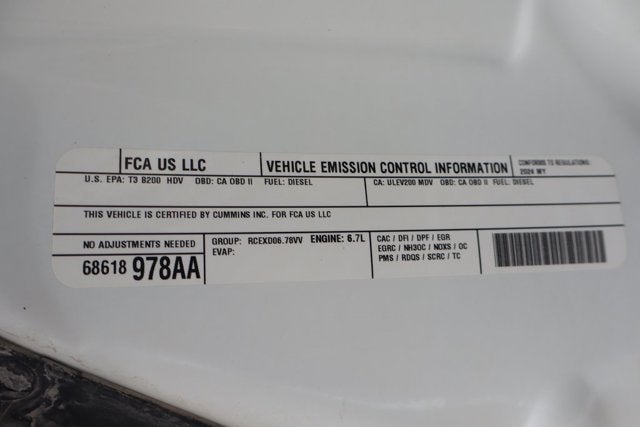 FCA US LLC
VEHICLE EMISSION CONTROL INFORMATION
CONFORMS TO REGULATIONS:
2024 MY
U.S. EPA: T3 B200 HDV OBD: CA OBD II FUEL: DIESEL
CA: ULEV200 MDV OBD: CA OBD II FUEL: DIESEL
THIS VEHICLE IS CERTIFIED BY CUMMINS INC. FOR FCA US LLC
NO ADJUSTMENTS NEEDED
68618 978AA
GROUP: RCEXD06.78VV ENGINE: 6.7L
EVAP:
CAC / DFI / DPF / EGR
EGRC / NH3OC / NOXS / OC
PMS / RDQS / SCRC / TC